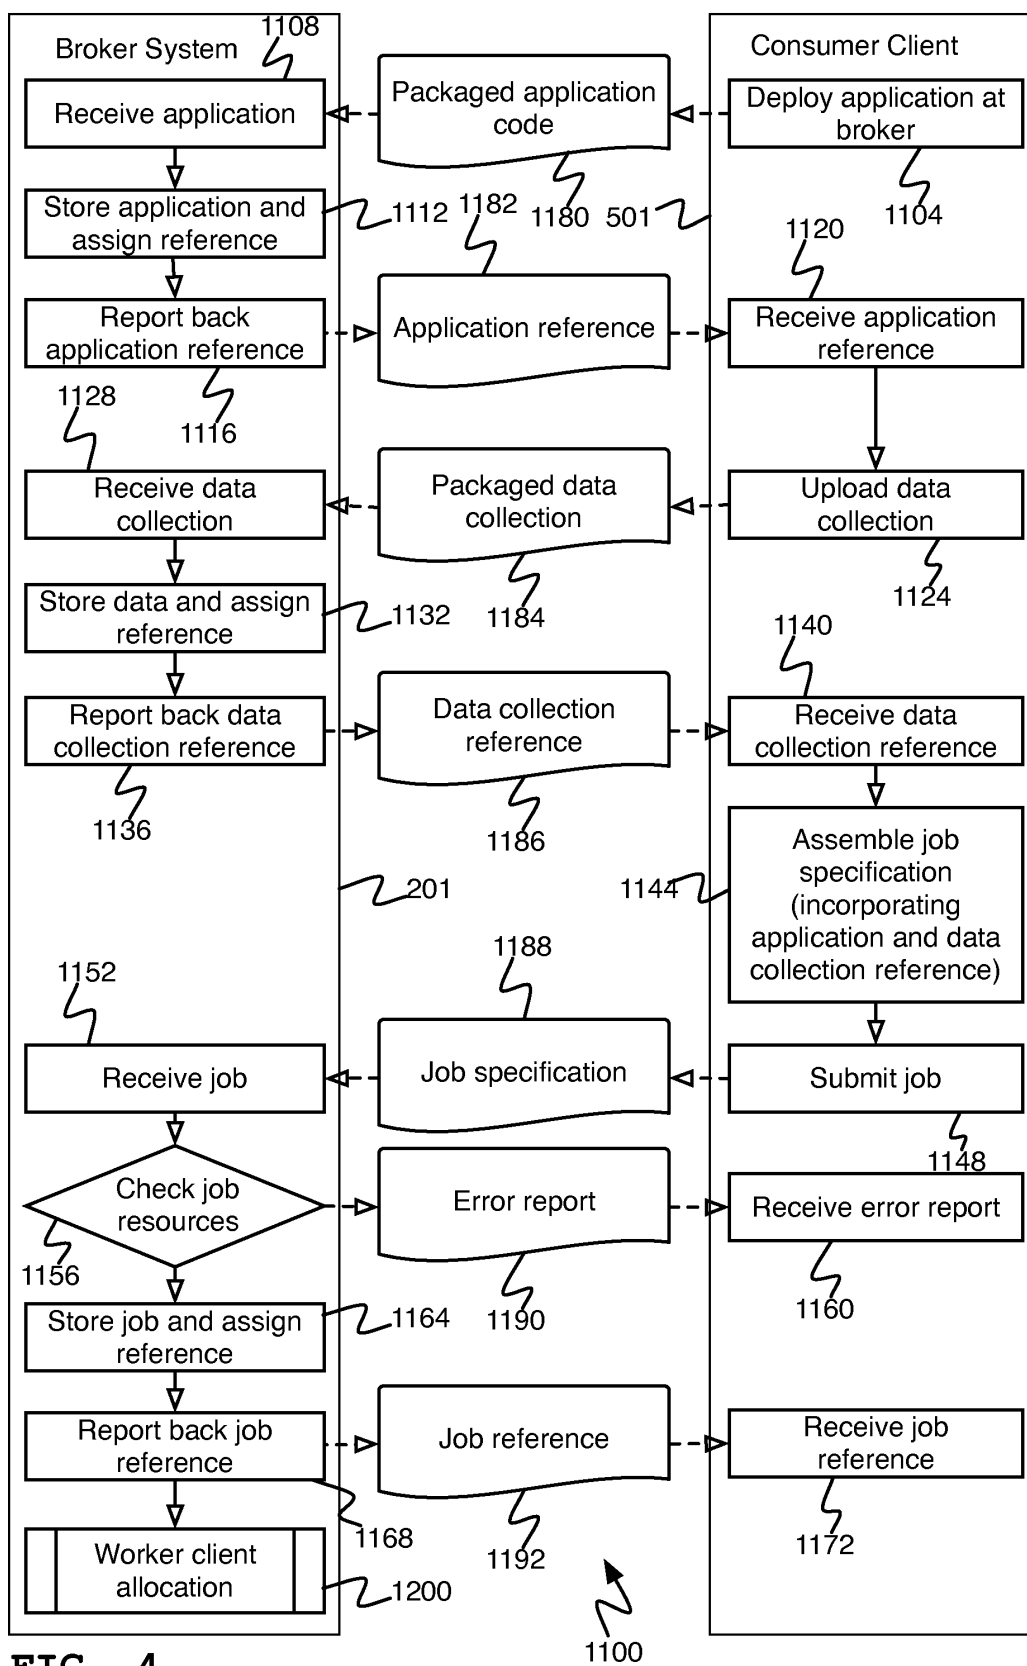 1108
Broker System
Consumer Client
Receive application
Packaged application
code
Deploy application at
broker
1112
1182
1180
501
1104
Store application and
assign reference
1120
Report back
application reference
Application reference
Receive application
reference
1128
1116
Receive data
collection
Packaged data
collection
Upload data
collection
1124
Store data and assign
reference
1132
1184
1140
Report back data
collection reference
Data collection
reference
Receive data
collection reference
1136
1186
Assemble job
specification
(incorporating
application and data
collection reference)
201
1144
1188
1152
Receive job
Job specification
Submit job
1148
Check job
resources
Error report
Receive error report
1156
1160
1164
1190
Store job and assign
reference
Report back job
reference
Job reference
Receive job
reference
1168
1192
1172
Worker client
allocation
1200
1100
FIG. 4